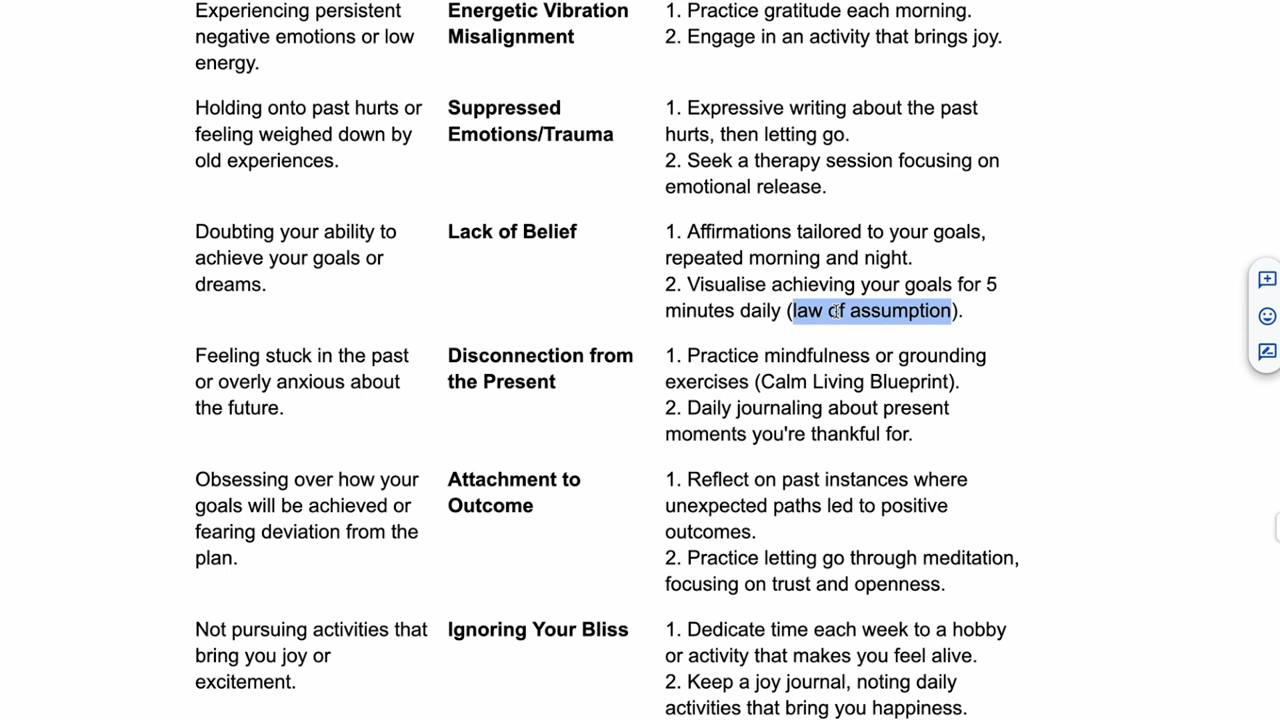 Experiencing persistent
negative emotions or low
energy.
Energetic Vibration
Misalignment
1. Practice gratitude each morning.
2. Engage in an activity that brings joy.
Holding onto past hurts or
feeling weighed down by
old experiences.
Suppressed
Emotions/Trauma
1. Expressive writing about the past
hurts, then letting go.
2. Seek a therapy session focusing on
emotional release.
Doubting your ability to
achieve your goals or
dreams.
Lack of Belief
1. Affirmations tailored to your goals,
repeated morning and night.
2. Visualise achieving your goals for 5
minutes daily (law of assumption).
Feeling stuck in the past
or overly anxious about
the future.
Disconnection from
the Present
1. Practice mindfulness or grounding
exercises (Calm Living Blueprint).
2. Daily journaling about present
moments you're thankful for.
Obsessing over how your
goals will be achieved or
fearing deviation from the
plan.
Attachment to
Outcome
1. Reflect on past instances where
unexpected paths led to positive
outcomes.
2. Practice letting go through meditation,
focusing on trust and openness.
Not pursuing activities that
bring you joy or
excitement.
Ignoring Your Bliss
1. Dedicate time each week to a hobby
or activity that makes you feel alive.
2. Keep a joy journal, noting daily
activities that bring you happiness.